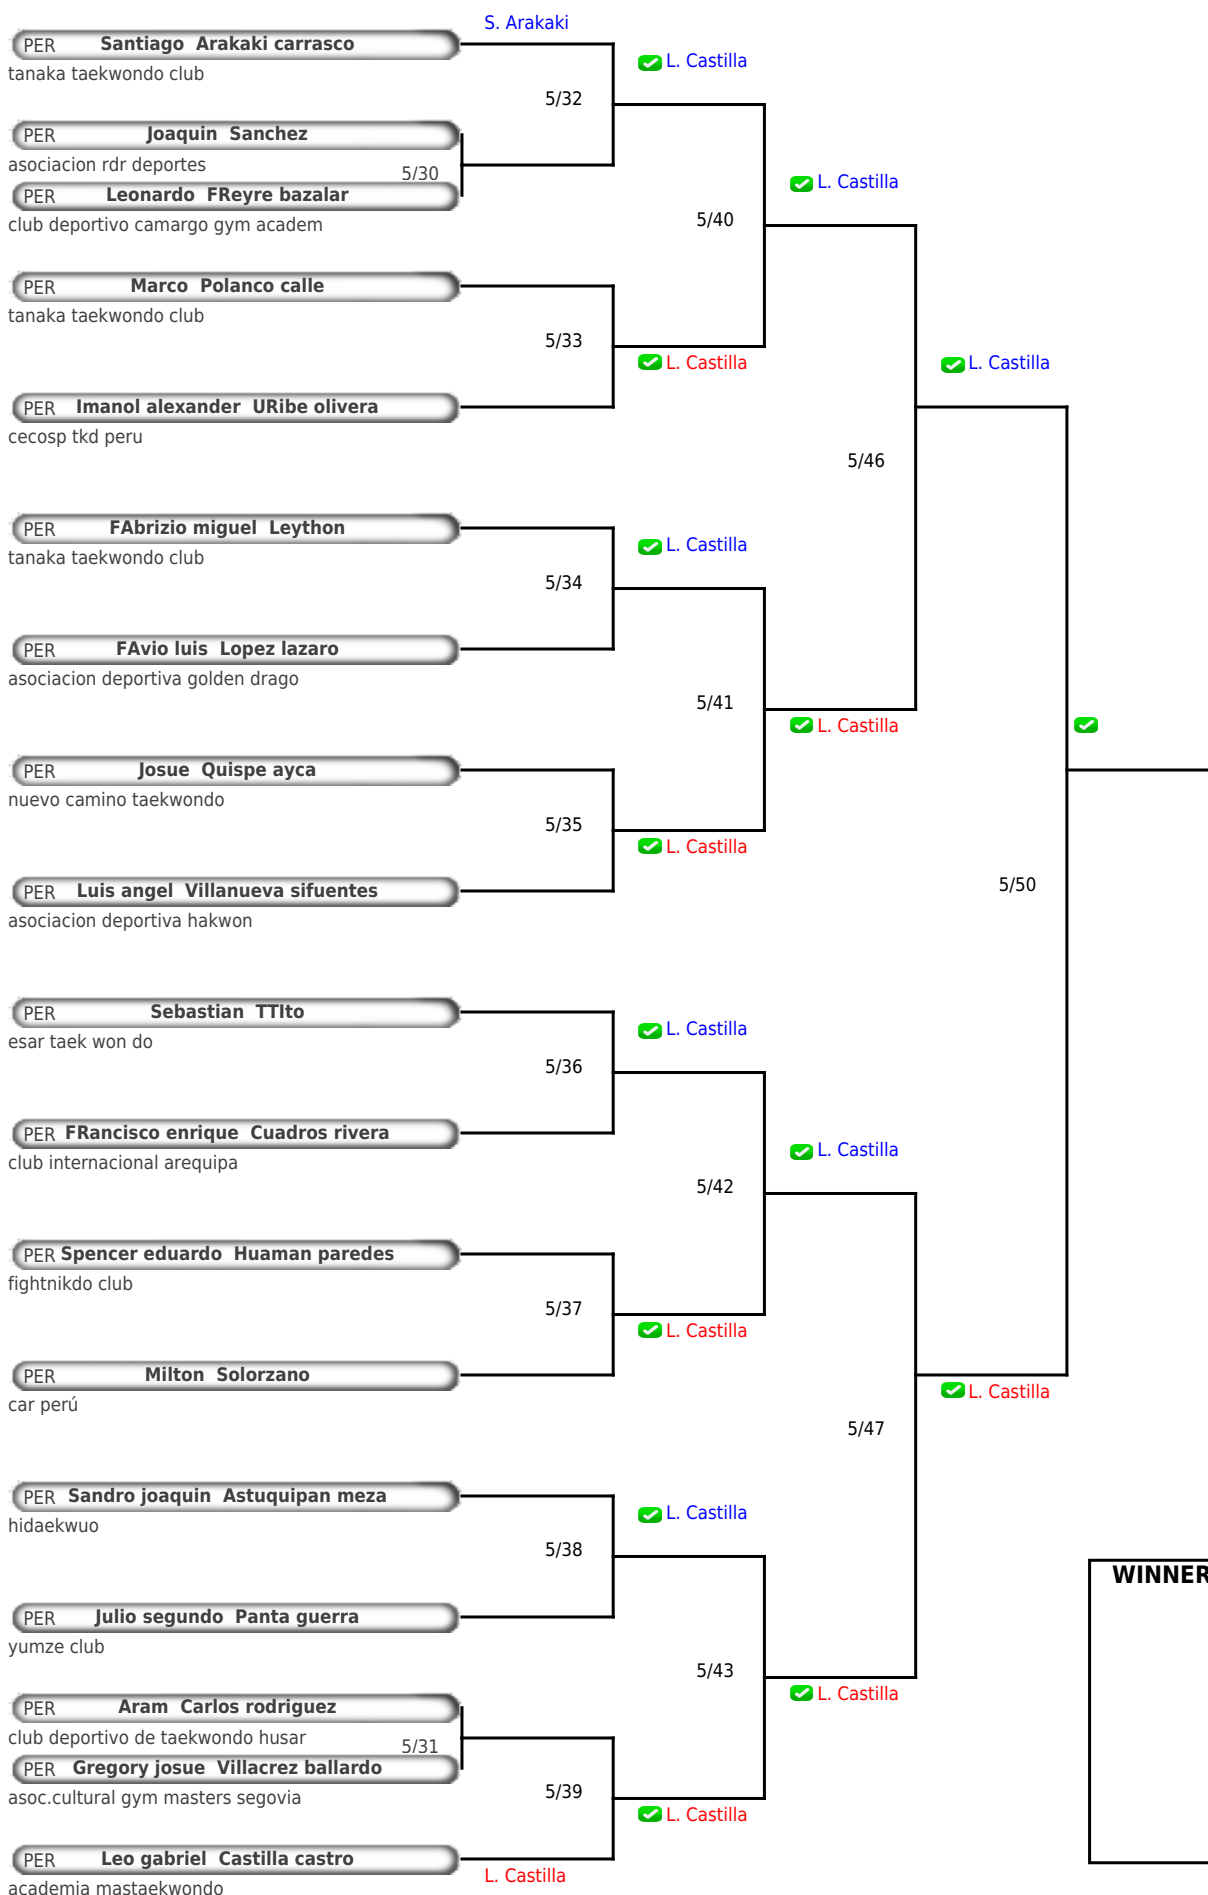 S. Arakaki
PER Santiago Arakaki carrasco
tanaka taekwondo club
L. Castilla
5/32
PER Joaquin Sanchez
asociacion rdr deportes
5/30
PER Leonardo FReyre bazalar
club deportivo camargo gym academ
L. Castilla
5/40
PER Marco Polanco calle
tanaka taekwondo club
5/33
L. Castilla
L. Castilla
PER Imanol alexander URibe olivera
cecosp tkd peru
5/46
PER FAbrizio miguel Leython
tanaka taekwondo club
L. Castilla
5/34
PER FAvio luis Lopez lazaro
asociacion deportiva golden drago
5/41
L. Castilla
PER Josue Quispe ayca
nuevo camino taekwondo
5/35
L. Castilla
PER Luis angel Villanueva sifuentes
asociacion deportiva hakwon
5/50
PER Sebastian TTIto
esar taek won do
L. Castilla
5/36
PER FRancisco enrique Cuadros rivera
club internacional arequipa
L. Castilla
5/42
PER Spencer eduardo Huaman paredes
fightnikdo club
5/37
L. Castilla
PER Milton Solorzano
car perú
L. Castilla
5/47
PER Sandro joaquin Astuquipan meza
hidaekwuo
L. Castilla
5/38
WINNER
PER Julio segundo Panta guerra
yumze club
5/43
L. Castilla
PER Aram Carlos rodriguez
club deportivo de taekwondo husar
5/31
PER Gregory josue Villacrez ballardo
asoc.cultural gym masters segovia
5/39
L. Castilla
PER Leo gabriel Castilla castro
L. Castilla
academia mastaekwondo